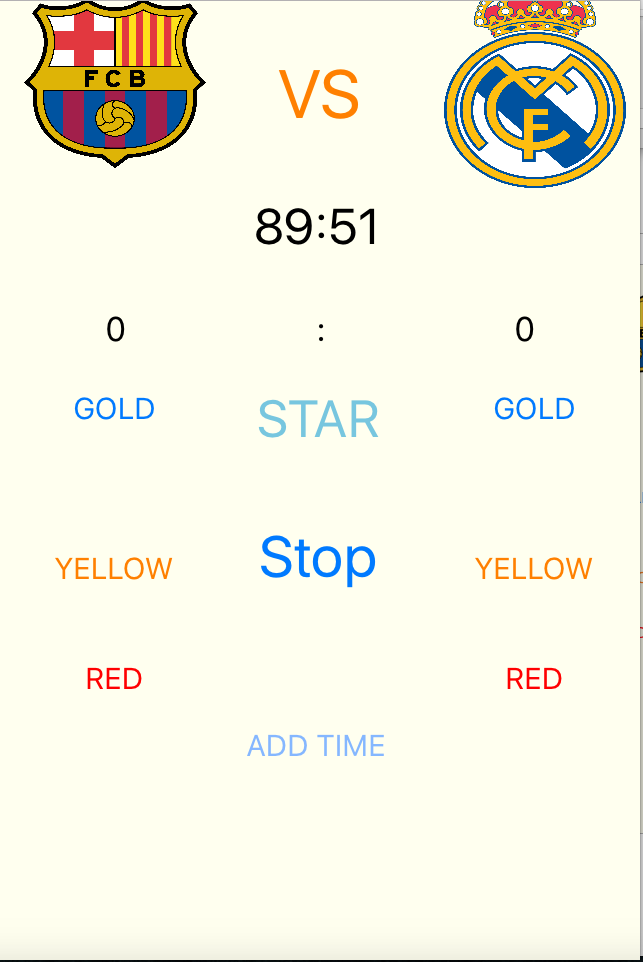 FCB
VS
89:51
0 : 0
GOLD STAR GOLD
YELLOW Stop YELLOW
RED RED
ADD TIME